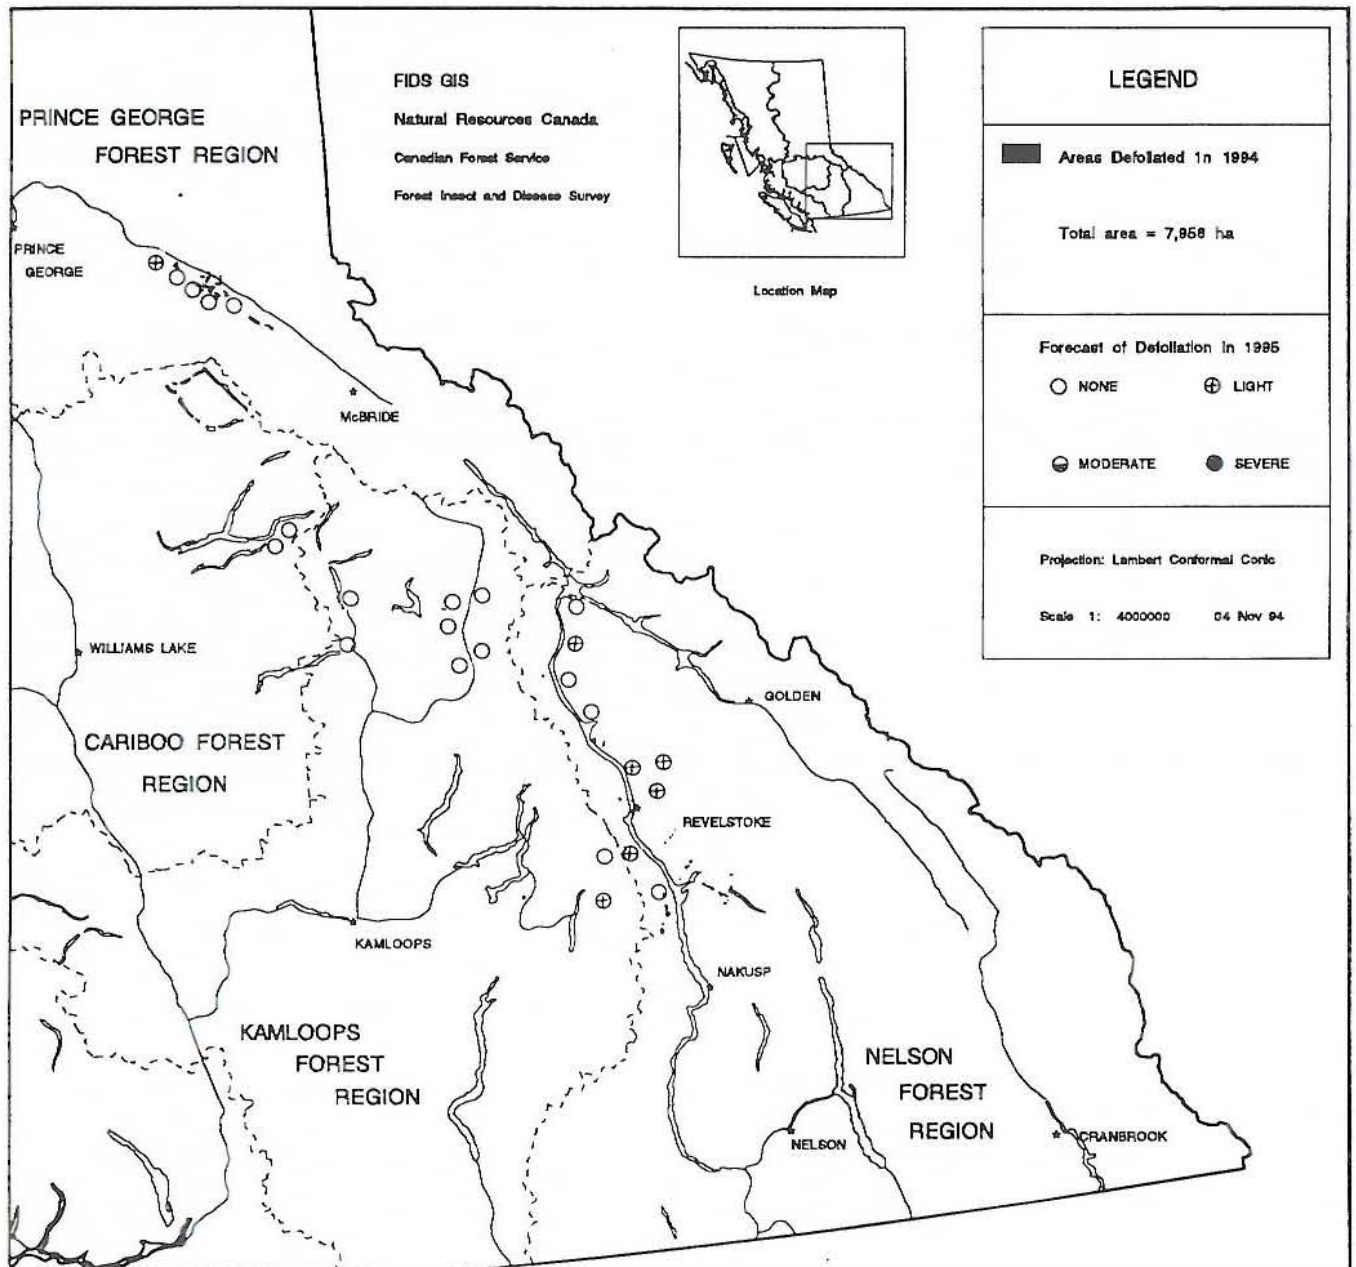 PRINCE GEORGE
FOREST REGION
FIDS GIS
Natural Resources Canada
Canadian Forest Service
Forest Insect and Disease Survey
Location Map
LEGEND
Areas Defoliated in 1994
Total area = 7,958 ha
Forecast of Defoliation in 1995
NONE
LIGHT
MODERATE
SEVERE
Projection: Lambert Conformal Conic
Scale 1: 4000000 04 Nov 94
PRINCE
GEORGE
McBRIDE
WILLIAMS LAKE
GOLDEN
CARIBOO FOREST
REGION
REVELSTOKE
KAMLOOPS
NAKUSP
KAMLOOPS
FOREST
REGION
NELSON
FOREST
REGION
NELSON
CRANBROOK